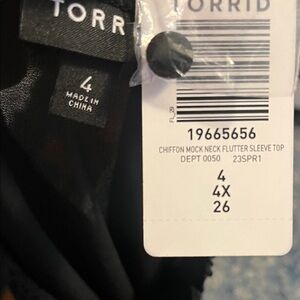 TORR
4
MADE IN
CHINA
TORRID
FL_29
19665656
CHIFFON MOCK NECK FLUTTER SLEEVE TOP
DEPT 0050 23SPR1
4
4X
26